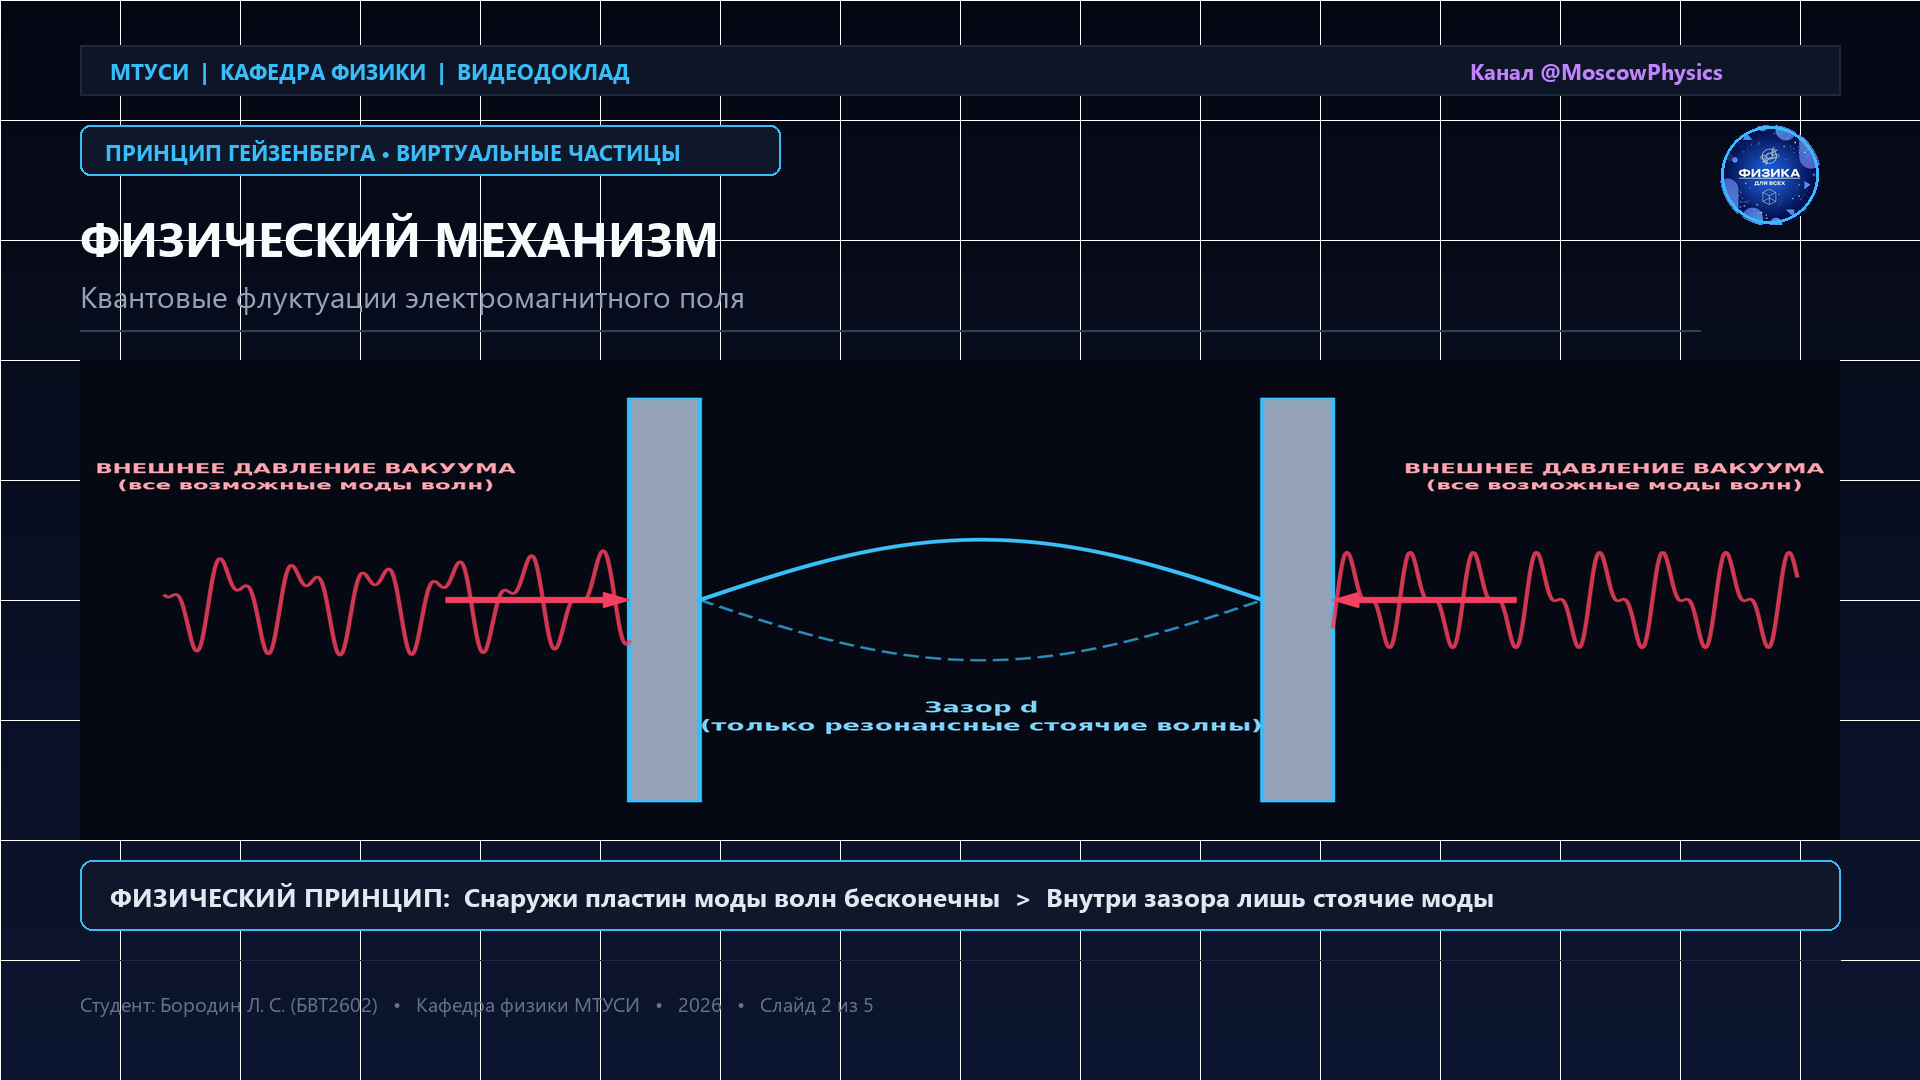 МТУСИ | КАФЕДРА ФИЗИКИ | ВИДЕОДОКЛАД
Канал @MoscowPhysics
ПРИНЦИП ГЕЙЗЕНБЕРГА • ВИРТУАЛЬНЫЕ ЧАСТИЦЫ
ФИЗИКА
ДЛЯ ВСЕХ
ФИЗИЧЕСКИЙ МЕХАНИЗМ
Квантовые флуктуации электромагнитного поля
ВНЕШНЕЕ ДАВЛЕНИЕ ВАКУУМА
(все возможные моды волн)
ВНЕШНЕЕ ДАВЛЕНИЕ ВАКУУМА
(все возможные моды волн)
Зазор d
(только резонансные стоячие волны)
ФИЗИЧЕСКИЙ ПРИНЦИП: Снаружи пластин моды волн бесконечны > Внутри зазора лишь стоячие моды
Студент: Бородин Л. С. (БВТ2602) • Кафедра физики МТУСИ • 2026 • Слайд 2 из 5